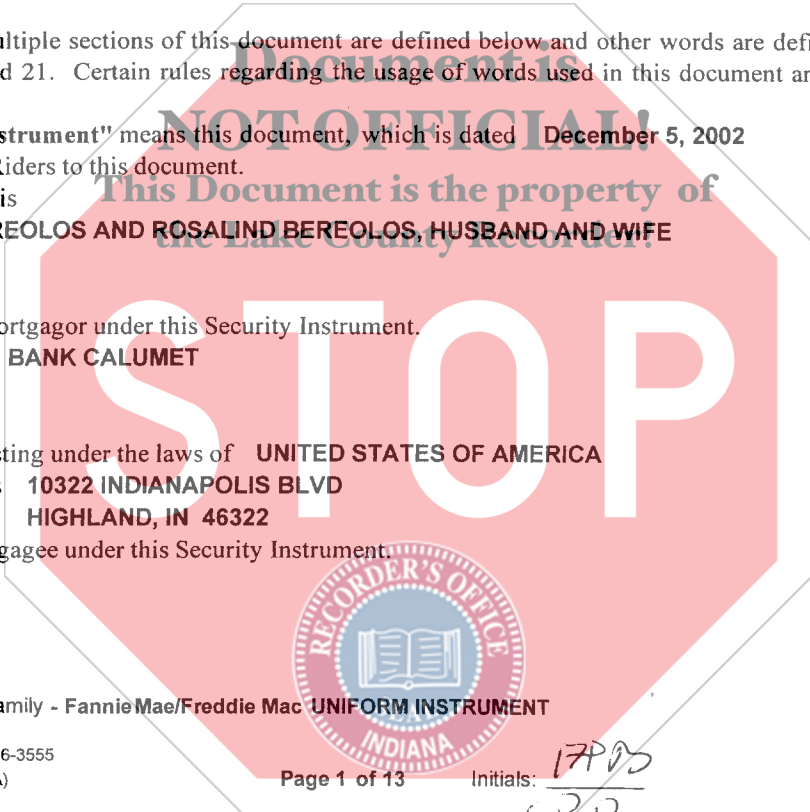 ultiple sections of this document are defined below and other words are defi
d 21. Certain rules regarding the usage of words used in this document ar
Document is
NOT OFFICIAL!
strument" means this document, which is dated December 5, 2002
Riders to this document.
This Document is the property of
is
the Lake County Recorder!
REOLOS AND ROSALIND BEREOLOS, HUSBAND AND WIFE
ortgagor under this Security Instrument.
BANK CALUMET
STOP
ting under the laws of UNITED STATES OF AMERICA
10322 INDIANAPOLIS BLVD
HIGHLAND, IN 46322
gagee under this Security Instrument.
RECORDER'S OFFICE
SEAL
INDIANA
amily - Fannie Mae/Freddie Mac UNIFORM INSTRUMENT
6-3555
A)
Page 1 of 13 Initials: